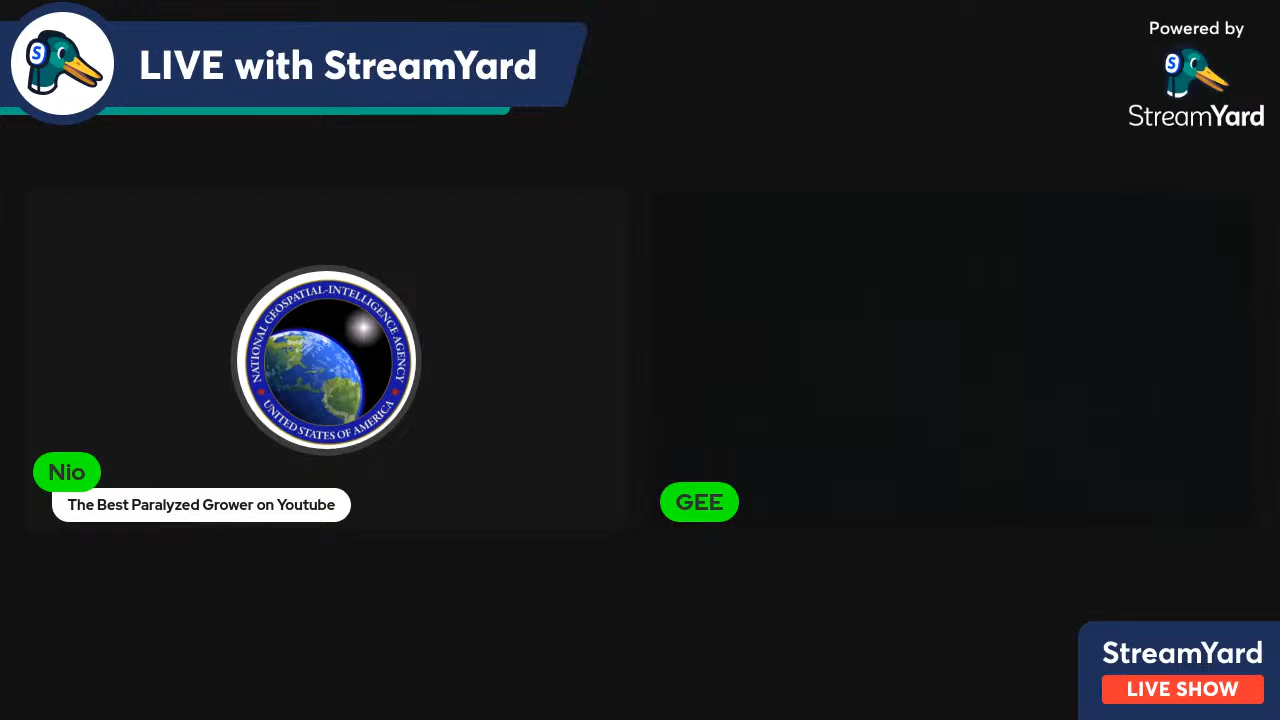 S
LIVE with StreamYard
Powered by
S
StreamYard
NATIONAL GEOSPATIAL-INTELLIGENCE AGENCY
UNITED STATES OF AMERICA
Nio
The Best Paralyzed Grower on Youtube
GEE
StreamYard
LIVE SHOW